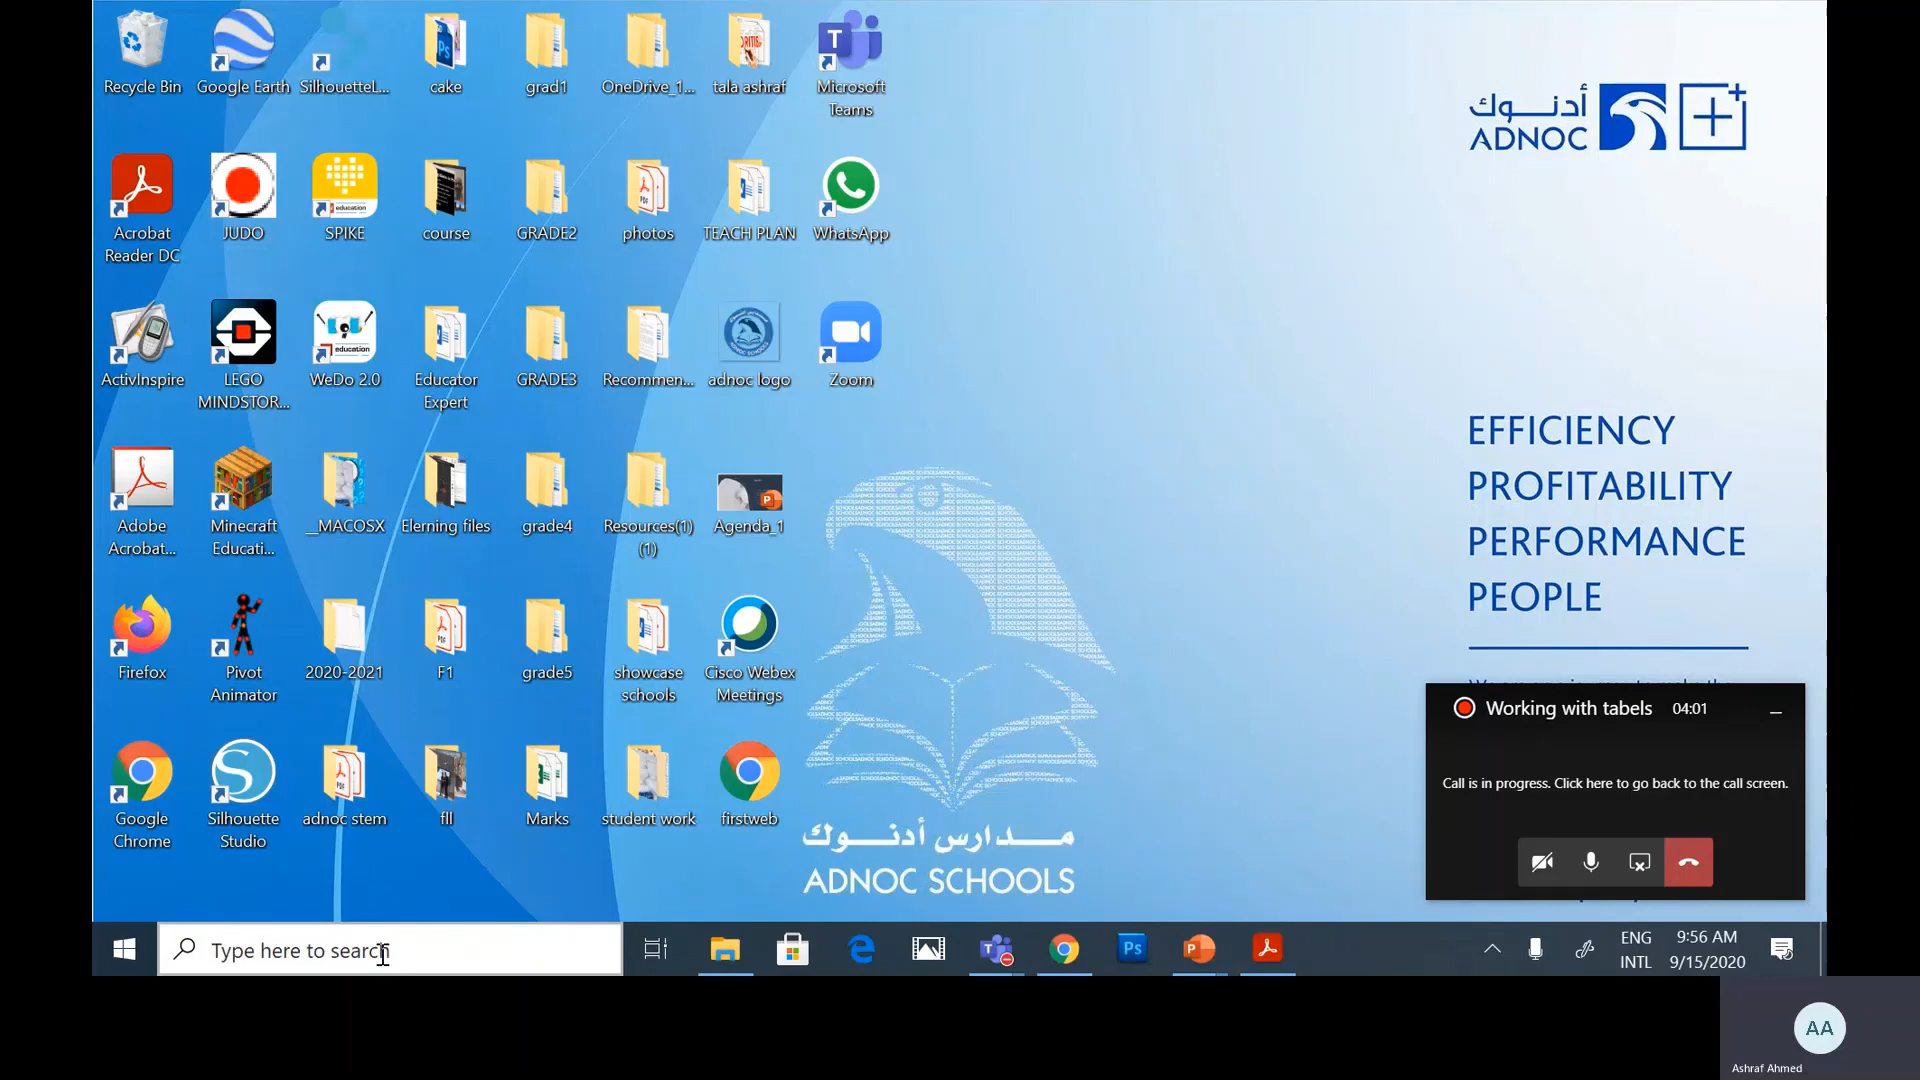 Recycle Bin
Google Earth
SilhouetteL...
cake
grad1
OneDrive_1...
tala ashraf
Microsoft
Teams
أدنوك
ADNOC
Acrobat
Reader DC
JUDO
education
SPIKE
course
GRADE2
photos
TEACH PLAN
WhatsApp
ActivInspire
LEGO
MINDSTOR...
education
WeDo 2.0
Educator
Expert
GRADE3
Recommen...
adnoc logo
Zoom
EFFICIENCY
PROFITABILITY
PERFORMANCE
PEOPLE
Adobe
Acrobat...
Minecraft
Educati...
__MACOSX
Elerning files
grade4
Resources(1)
(1)
Agenda_1
Firefox
Pivot
Animator
2020-2021
F1
grade5
showcase
schools
Cisco Webex
Meetings
Working with tabels 04:01
Call is in progress. Click here to go back to the call screen.
Google
Chrome
Silhouette
Studio
adnoc stem
fll
Marks
student work
firstweb
مدارس أدنوك
ADNOC SCHOOLS
Type here to search
ENG
INTL
9:56 AM
9/15/2020
AA
Ashraf Ahmed